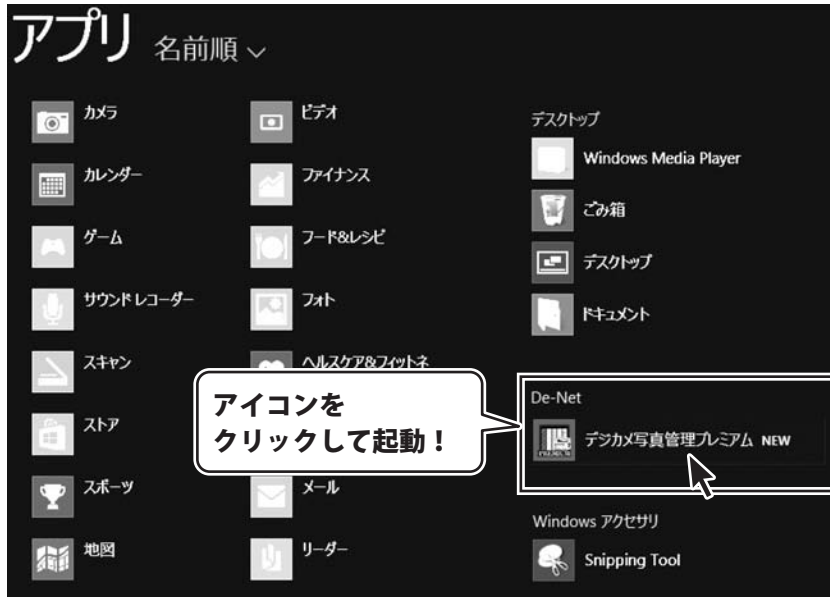 アプリ 名前順
カメラ
カレンダー
ゲーム
サウンド レコーダー
スキャン
ストア
スポーツ
地図
ビデオ
ファイナンス
フード&レシピ
フォト
ヘルスケア&フィットネ
メール
リーダー
デスクトップ
Windows Media Player
ごみ箱
デスクトップ
ドキュメント
De-Net
PREMIUM
デジカメ写真管理プレミアム NEW
Windows アクセサリ
Snipping Tool
アイコンを
クリックして起動！